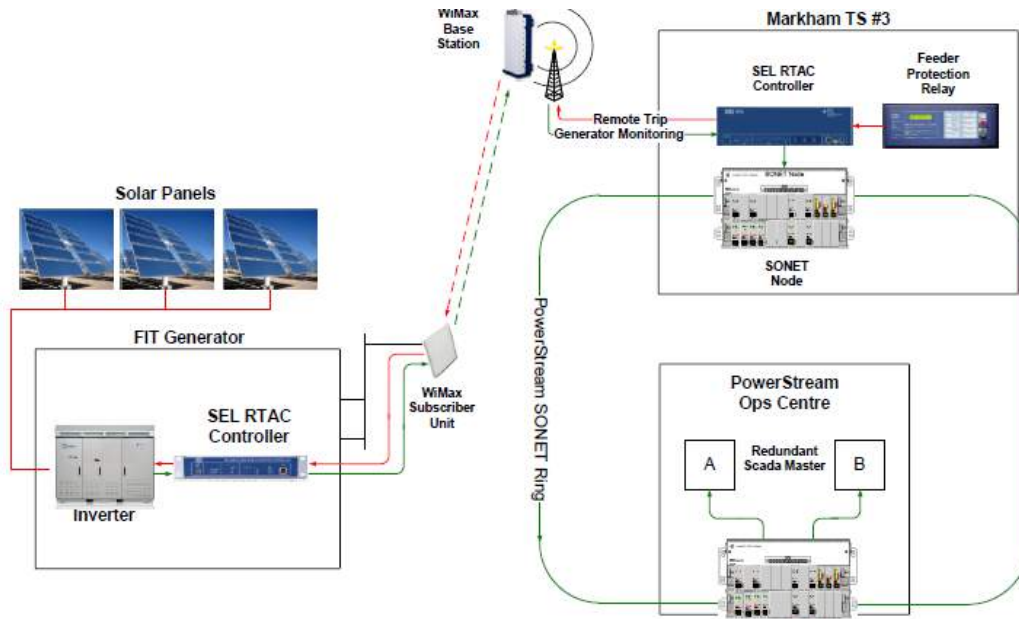 WiMax
Base
Station
Markham TS #3
SEL RTAC
Controller
Feeder
Protection
Relay
Remote Trip
Generator Monitoring
SONET Node
SONET
Node
Solar Panels
FIT Generator
SEL RTAC
Controller
Inverter
WiMax
Subscriber
Unit
PowerStream SONET Ring
PowerStream
Ops Centre
Redundant
Scada Master
A
B